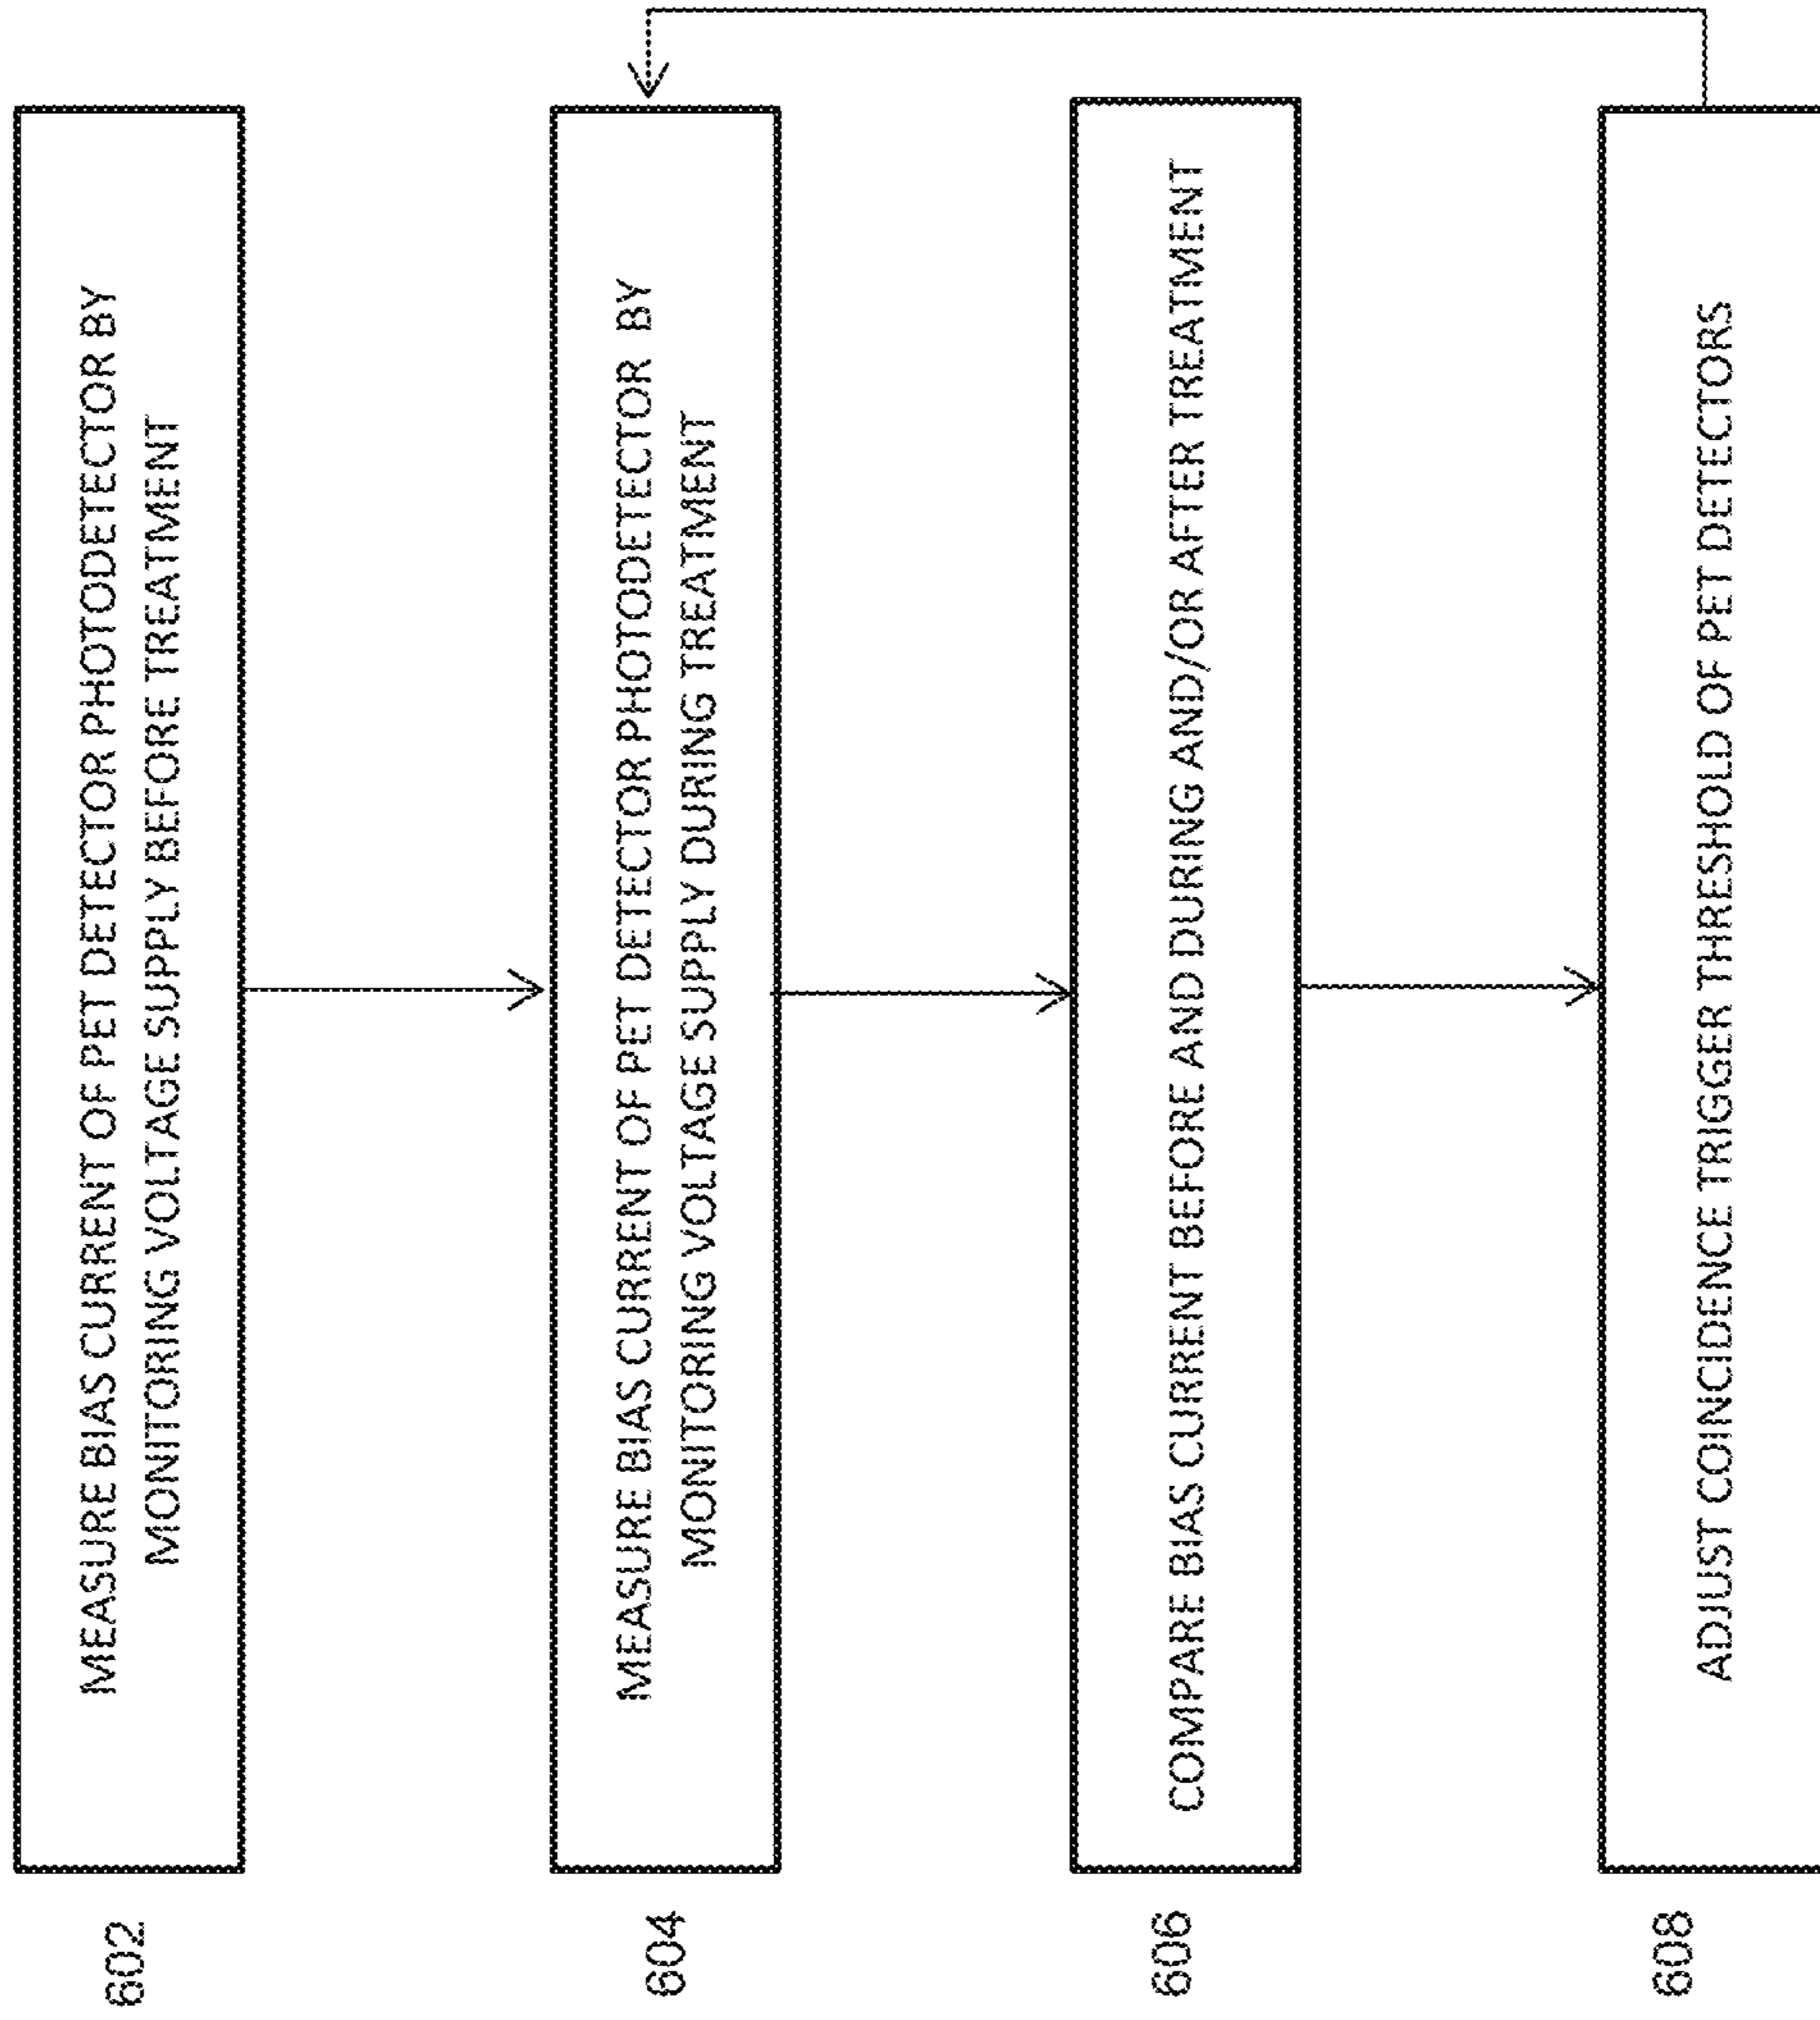 602
MEASURE BIAS CURRENT OF PET DETECTOR PHOTODETECTOR BY
MONITORING VOLTAGE SUPPLY BEFORE TREATMENT
604
MEASURE BIAS CURRENT OF PET DETECTOR PHOTODETECTOR BY
MONITORING VOLTAGE SUPPLY DURING TREATMENT
606
COMPARE BIAS CURRENT BEFORE AND DURING AND/OR AFTER TREATMENT
608
ADJUST COINCIDENCE TRIGGER THRESHOLD OF PET DETECTORS